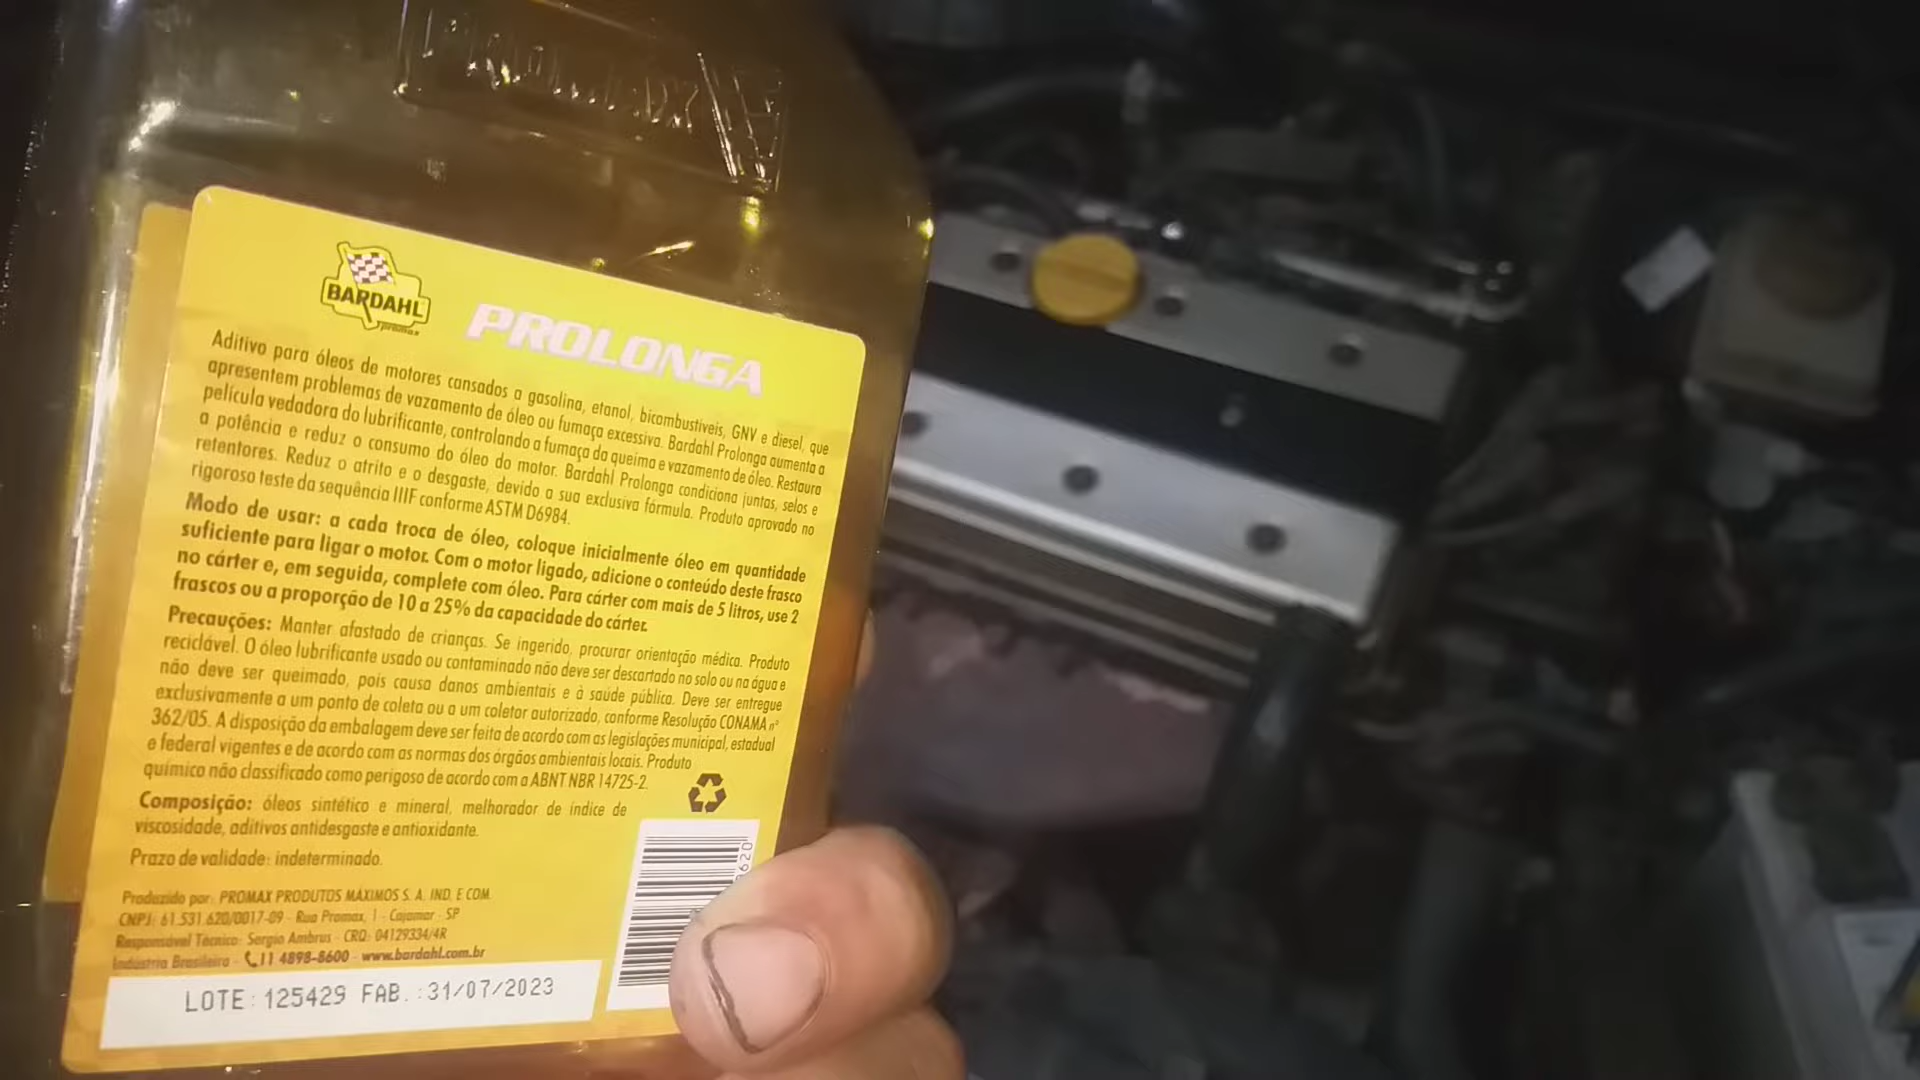 BARDAHL
promax
PROLONGA
Aditivo para óleos de motores cansados a gasolina, etanol, bicombustíveis, GNV e diesel, que
apresentem problemas de vazamento de óleo ou fumaça excessiva. Bardahl Prolonga aumenta a
película vedadora do lubrificante, controlando a fumaça da queima e vazamento de óleo. Restaura
a potência e reduz o consumo do óleo do motor. Bardahl Prolonga condiciona juntas, selos e
retentores. Reduz o atrito e o desgaste, devido a sua exclusiva fórmula. Produto aprovado no
rigoroso teste da sequência IIIF conforme ASTM D6984.
Modo de usar: a cada troca de óleo, coloque inicialmente óleo em quantidade
suficiente para ligar o motor. Com o motor ligado, adicione o conteúdo deste frasco
no cárter e, em seguida, complete com óleo. Para cárter com mais de 5 litros, use 2
frascos ou a proporção de 10 a 25% da capacidade do cárter.
Precauções: Manter afastado de crianças. Se ingerido, procurar orientação médica. Produto
reciclável. O óleo lubrificante usado ou contaminado não deve ser descartado no solo ou na água e
não deve ser queimado, pois causa danos ambientais e à saúde pública. Deve ser entregue
exclusivamente a um ponto de coleta ou a um coletor autorizado, conforme Resolução CONAMA nº
362/05. A disposição da embalagem deve ser feita de acordo com as legislações municipal, estadual
e federal vigentes e de acordo com as normas dos órgãos ambientais locais. Produto
químico não classificado como perigoso de acordo com a ABNT NBR 14725-2.
Composição: óleos sintético e mineral, melhorador de índice de
viscosidade, aditivos antidesgaste e antioxidante.
Prazo de validade: indeterminado.
Produzido por: PROMAX PRODUTOS MÁXIMOS S. A. IND. E COM.
CNPJ: 61.531.620/0017-09 - Rua Promax, 1 - Cajamar - SP
Responsável Técnico: Sergio Ambrus - CRQ: 04129334/4R
Indústria Brasileira - 11 4898-8600 - www.bardahl.com.br
LOTE: 125429 FAB.:31/07/2023